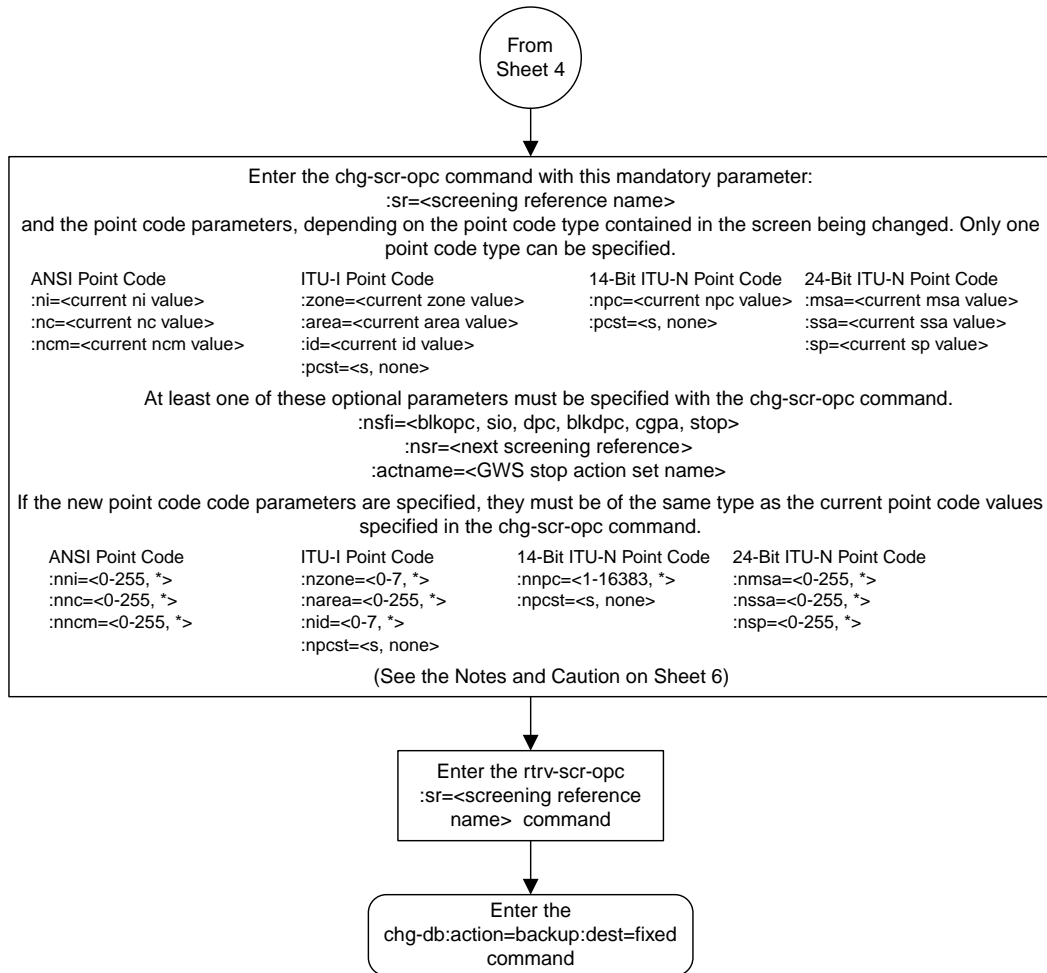 From
Sheet 4
Enter the chg-scr-opc command with this mandatory parameter:
:sr=<screening reference name>
and the point code parameters, depending on the point code type contained in the screen being changed. Only one
point code type can be specified.
ANSI Point Code
:ni=<current ni value>
:nc=<current nc value>
:ncm=<current ncm value>
ITU-I Point Code
:zone=<current zone value>
:area=<current area value>
:id=<current id value>
:pcst=<s, none>
14-Bit ITU-N Point Code
:npc=<current npc value>
:pcst=<s, none>
24-Bit ITU-N Point Code
:msa=<current msa value>
:ssa=<current ssa value>
:sp=<current sp value>
At least one of these optional parameters must be specified with the chg-scr-opc command.
:nsfi=<blkopc, sio, dpc, blkdpc, cgpa, stop>
:nsr=<next screening reference>
:actname=<GWS stop action set name>
If the new point code code parameters are specified, they must be of the same type as the current point code values
specified in the chg-scr-opc command.
ANSI Point Code
:nni=<0-255, *>
:nnc=<0-255, *>
:nncm=<0-255, *>
ITU-I Point Code
:nzone=<0-7, *>
:narea=<0-255, *>
:nid=<0-7, *>
:npcst=<s, none>
14-Bit ITU-N Point Code
:nnpc=<1-16383, *>
:npcst=<s, none>
24-Bit ITU-N Point Code
:nmsa=<0-255, *>
:nssa=<0-255, *>
:nsp=<0-255, *>
(See the Notes and Caution on Sheet 6)
Enter the rtrv-scr-opc
:sr=<screening reference
name> command
Enter the
chg-db:action=backup:dest=fixed
command